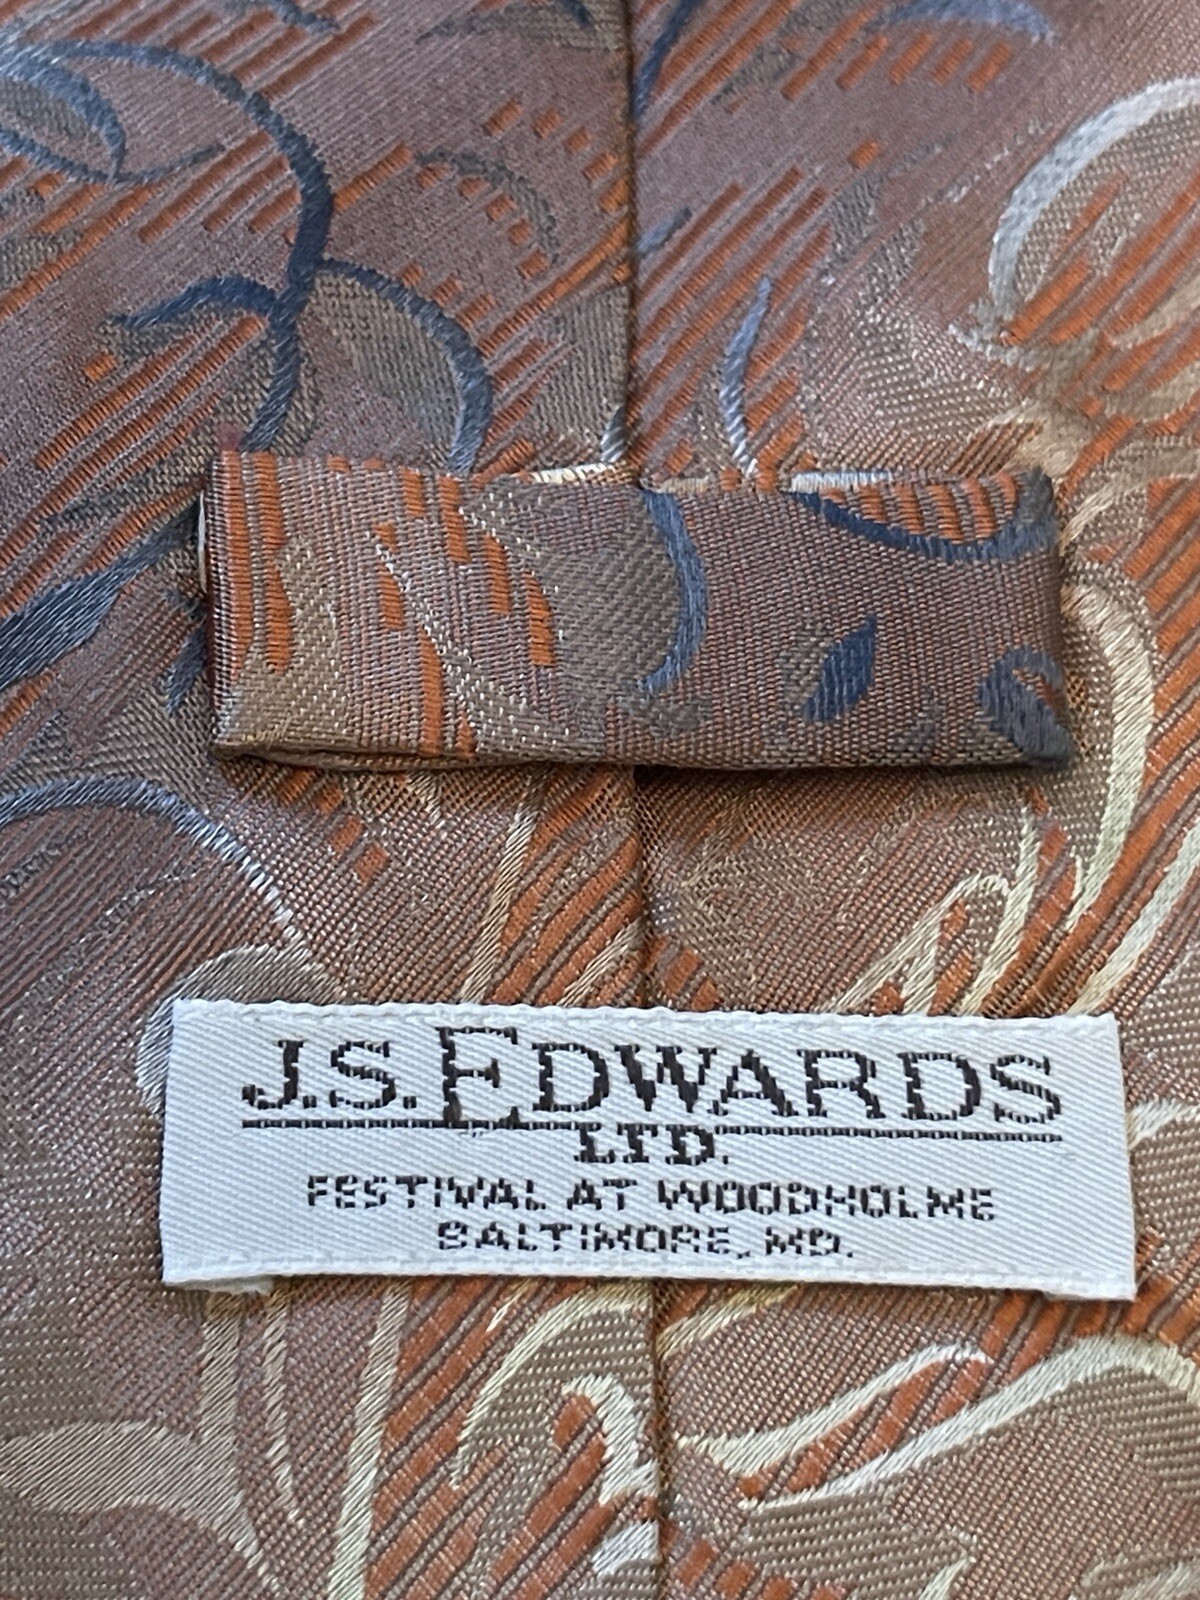 J.S. EDWARDS
LTD.
FESTIVAL AT WOODHOLME
BALTIMORE, MD.